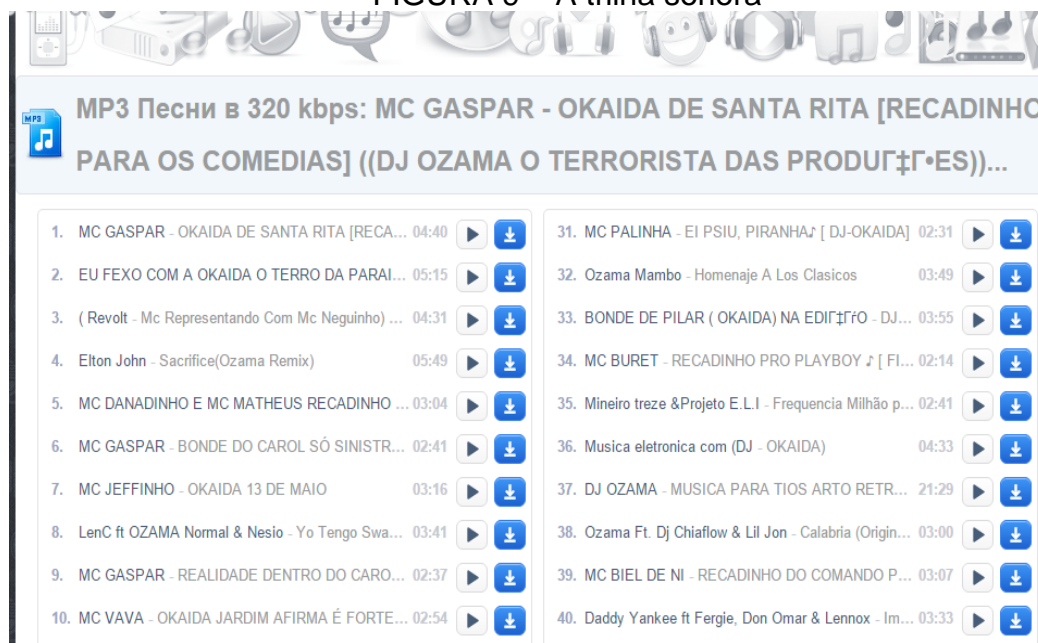 MP3 Песни в 320 kbps: MC GASPAR - OKAIDA DE SANTA RITA [RECADINHO
PARA OS COMEDIAS] ((DJ OZAMA O TERRORISTA DAS PRODUГ‡Г•ES))...
1. MC GASPAR - OKAIDA DE SANTA RITA [RECA... 04:40
2. EU FEXO COM A OKAIDA O TERRO DA PARAI... 05:15
3. ( Revolt - Mc Representando Com Mc Neguinho) ... 04:31
4. Elton John - Sacrifice(Ozama Remix) 05:49
5. MC DANADINHO E MC MATHEUS RECADINHO ... 03:04
6. MC GASPAR - BONDE DO CAROL SÓ SINISTR... 02:41
7. MC JEFFINHO - OKAIDA 13 DE MAIO 03:16
8. LenC ft OZAMA Normal & Nesio - Yo Tengo Swa... 03:41
9. MC GASPAR - REALIDADE DENTRO DO CARO... 02:37
10. MC VAVA - OKAIDA JARDIM AFIRMA É FORTE... 02:54
31. MC PALINHA - EI PSIU, PIRANHA♪ [ DJ-OKAIDA] 02:31
32. Ozama Mambo - Homenaje A Los Clasicos 03:49
33. BONDE DE PILAR ( OKAIDA) NA EDIГ‡ГѓO - DJ... 03:55
34. MC BURET - RECADINHO PRO PLAYBOY ♪ [ FI... 02:14
35. Mineiro treze &Projeto E.L.I - Frequencia Milhão p... 02:41
36. Musica eletronica com (DJ - OKAIDA) 04:33
37. DJ OZAMA - MUSICA PARA TIOS ARTO RETR... 21:29
38. Ozama Ft. Dj Chiaflow & Lil Jon - Calabria (Origin... 03:00
39. MC BIEL DE NI - RECADINHO DO COMANDO P... 03:07
40. Daddy Yankee ft Fergie, Don Omar & Lennox - Im... 03:33